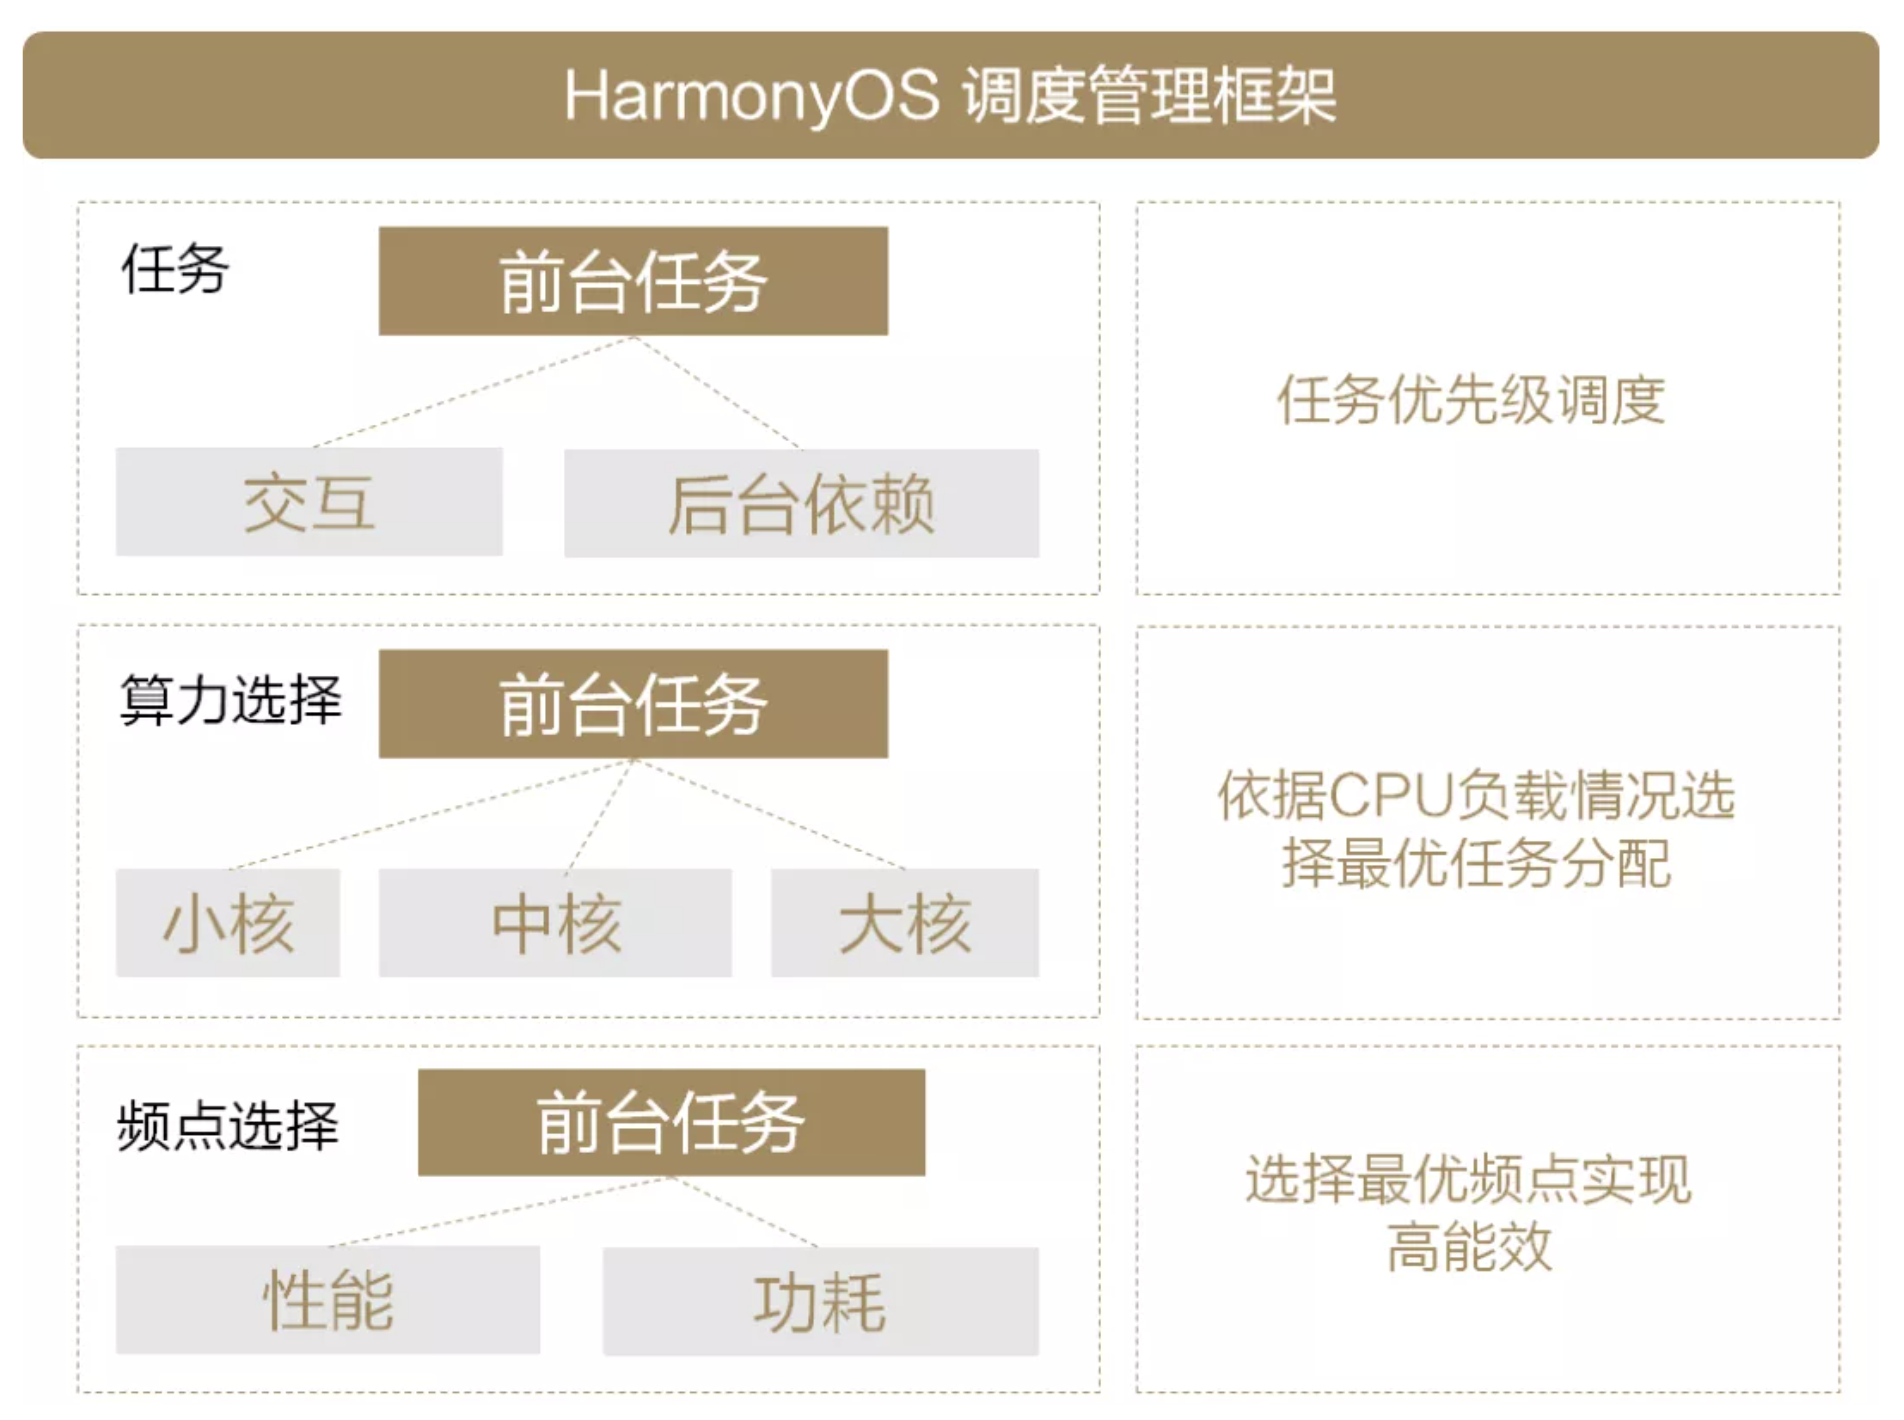 HarmonyOS 调度管理框架
任务
前台任务
交互
后台依赖
任务优先级调度
算力选择
前台任务
小核
中核
大核
依据CPU负载情况选
择最优任务分配
频点选择
前台任务
性能
功耗
选择最优频点实现
高能效